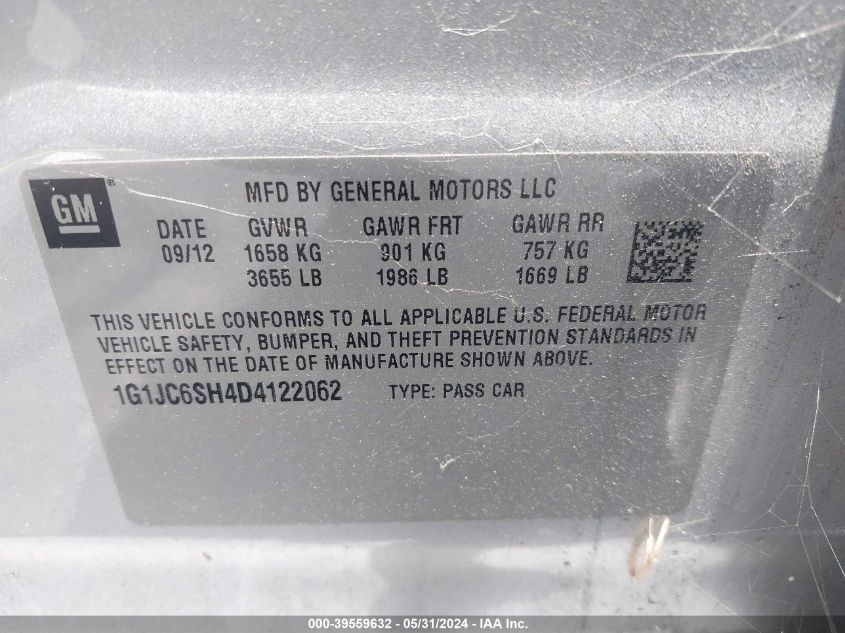 GM ®
MFD BY GENERAL MOTORS LLC
DATE GVWR GAWR FRT GAWR RR
09/12 1658 KG 901 KG 757 KG
3655 LB 1986 LB 1669 LB
THIS VEHICLE CONFORMS TO ALL APPLICABLE U.S. FEDERAL MOTOR
VEHICLE SAFETY, BUMPER, AND THEFT PREVENTION STANDARDS IN
EFFECT ON THE DATE OF MANUFACTURE SHOWN ABOVE.
1G1JC6SH4D4122062 TYPE: PASS CAR
000-39559632 - 05/31/2024 - IAA Inc.